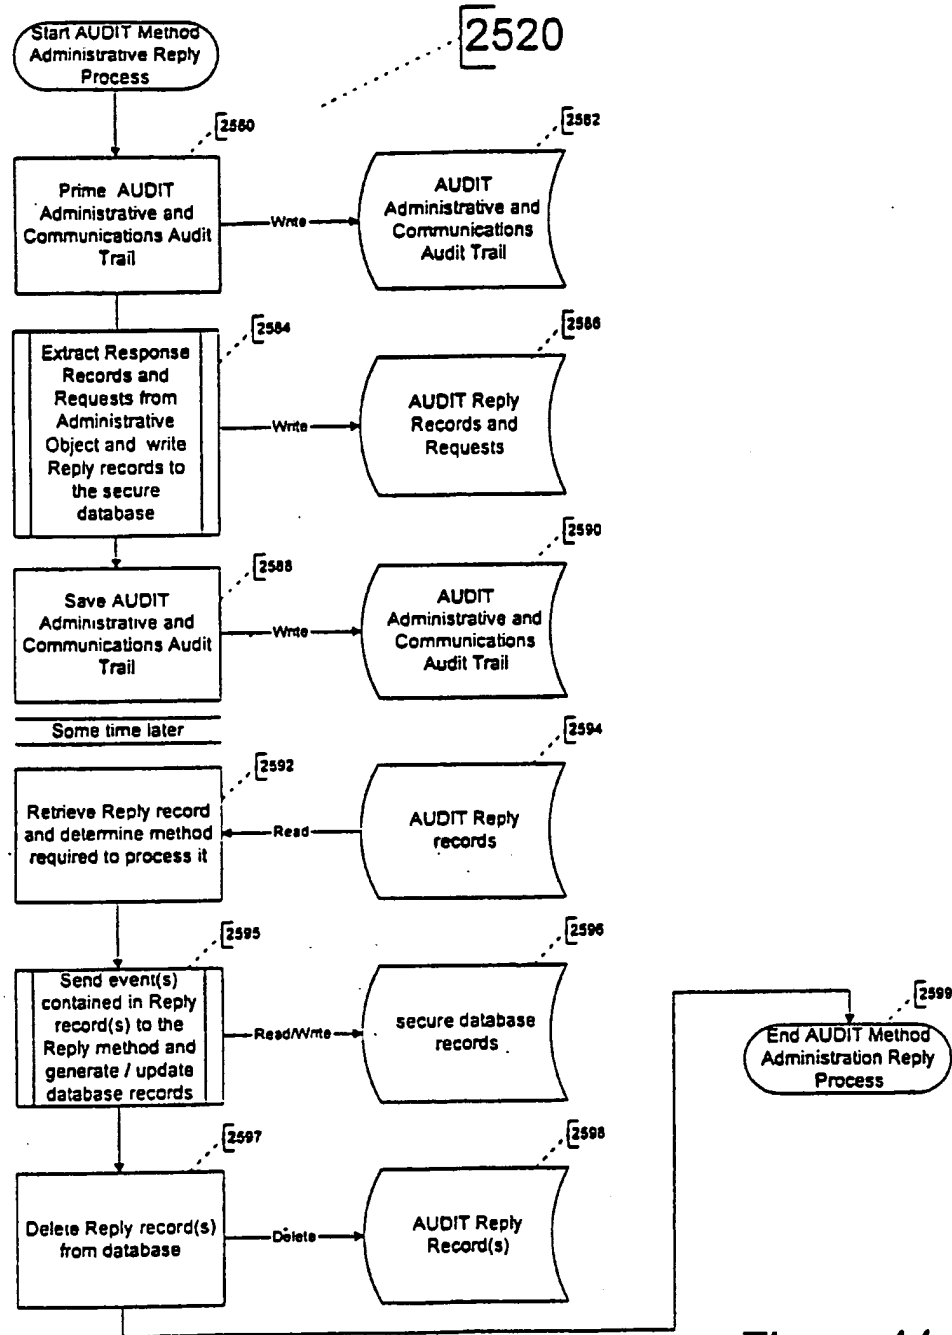 Start AUDIT Method
Administrative Reply
Process
2520
2580
2582
Prime AUDIT
Administrative and
Communications Audit
Trail
Write
AUDIT
Administrative and
Communications
Audit Trail
2584
2586
Extract Response
Records and
Requests from
Administrative
Object and write
Reply records to
the secure
database
Write
AUDIT Reply
Records and
Requests
2588
2590
Save AUDIT
Administrative and
Communications Audit
Trail
Write
AUDIT
Administrative and
Communications
Audit Trail
Some time later
2592
2594
Retrieve Reply record
and determine method
required to process it
Read
AUDIT Reply
records
2595
2596
Send event(s)
contained in Reply
record(s) to the
Reply method and
generate / update
database records
Read/Write
secure database
records
2599
End AUDIT Method
Administration Reply
Process
2597
2598
Delete Reply record(s)
from database
Delete
AUDIT Reply
Record(s)